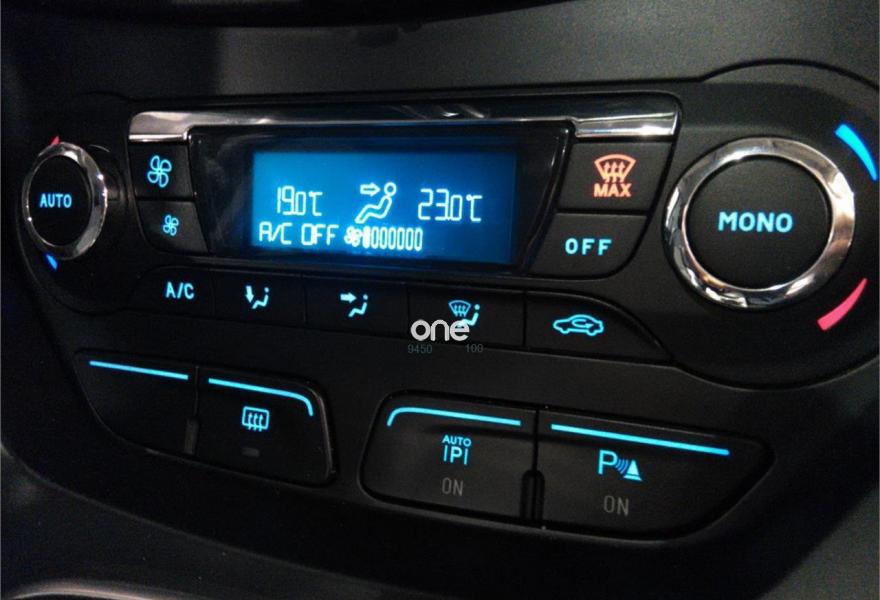 AUTO
19.0℃ 23.0℃
A/C OFF
MAX
OFF
MONO
A/C
one
9450 100
AUTO
|P|
ON
P
ON